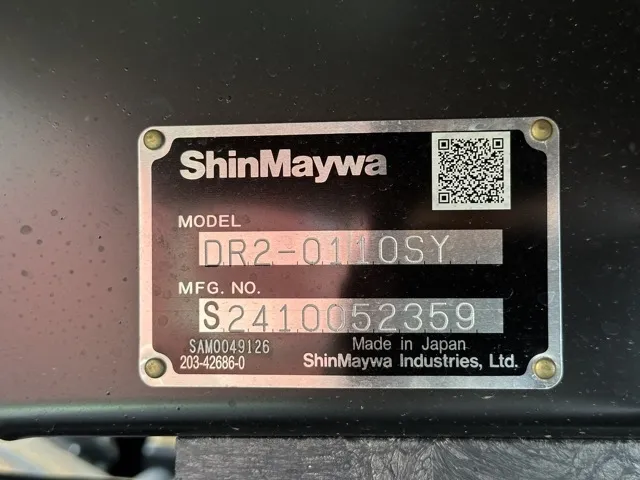 ShinMaywa
MODEL
DR2-0110SY
MFG. NO.
S2410052359
SAM0049126
Made in Japan
203-42686-0
ShinMaywa Industries, Ltd.